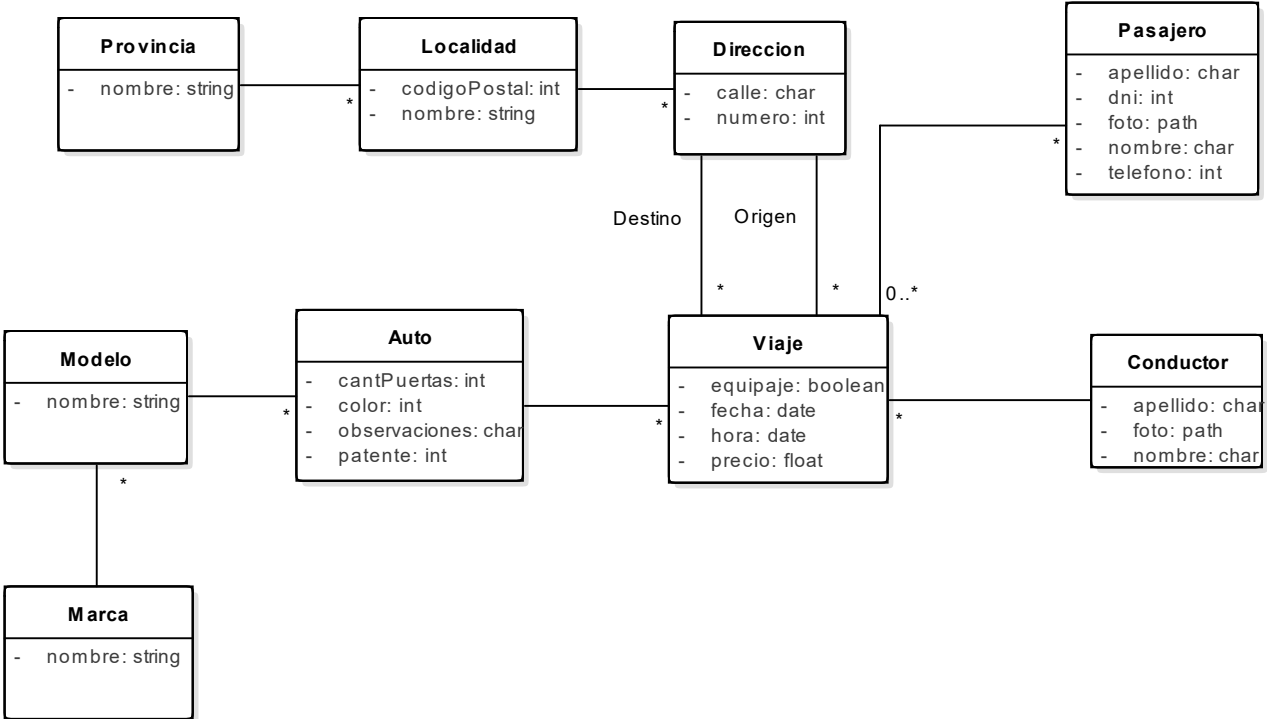 Provincia
- nombre: string
*
Localidad
- codigoPostal: int
- nombre: string
*
Direccion
- calle: char
- numero: int
Pasajero
- apellido: char
- dni: int
- foto: path
- nombre: char
- telefono: int
*
Destino
Origen
*
*
0..*
Modelo
- nombre: string
*
*
Auto
- cantPuertas: int
- color: int
- observaciones: char
- patente: int
*
Viaje
- equipaje: boolean
- fecha: date
- hora: date
- precio: float
*
Conductor
- apellido: char
- foto: path
- nombre: char
Marca
- nombre: string